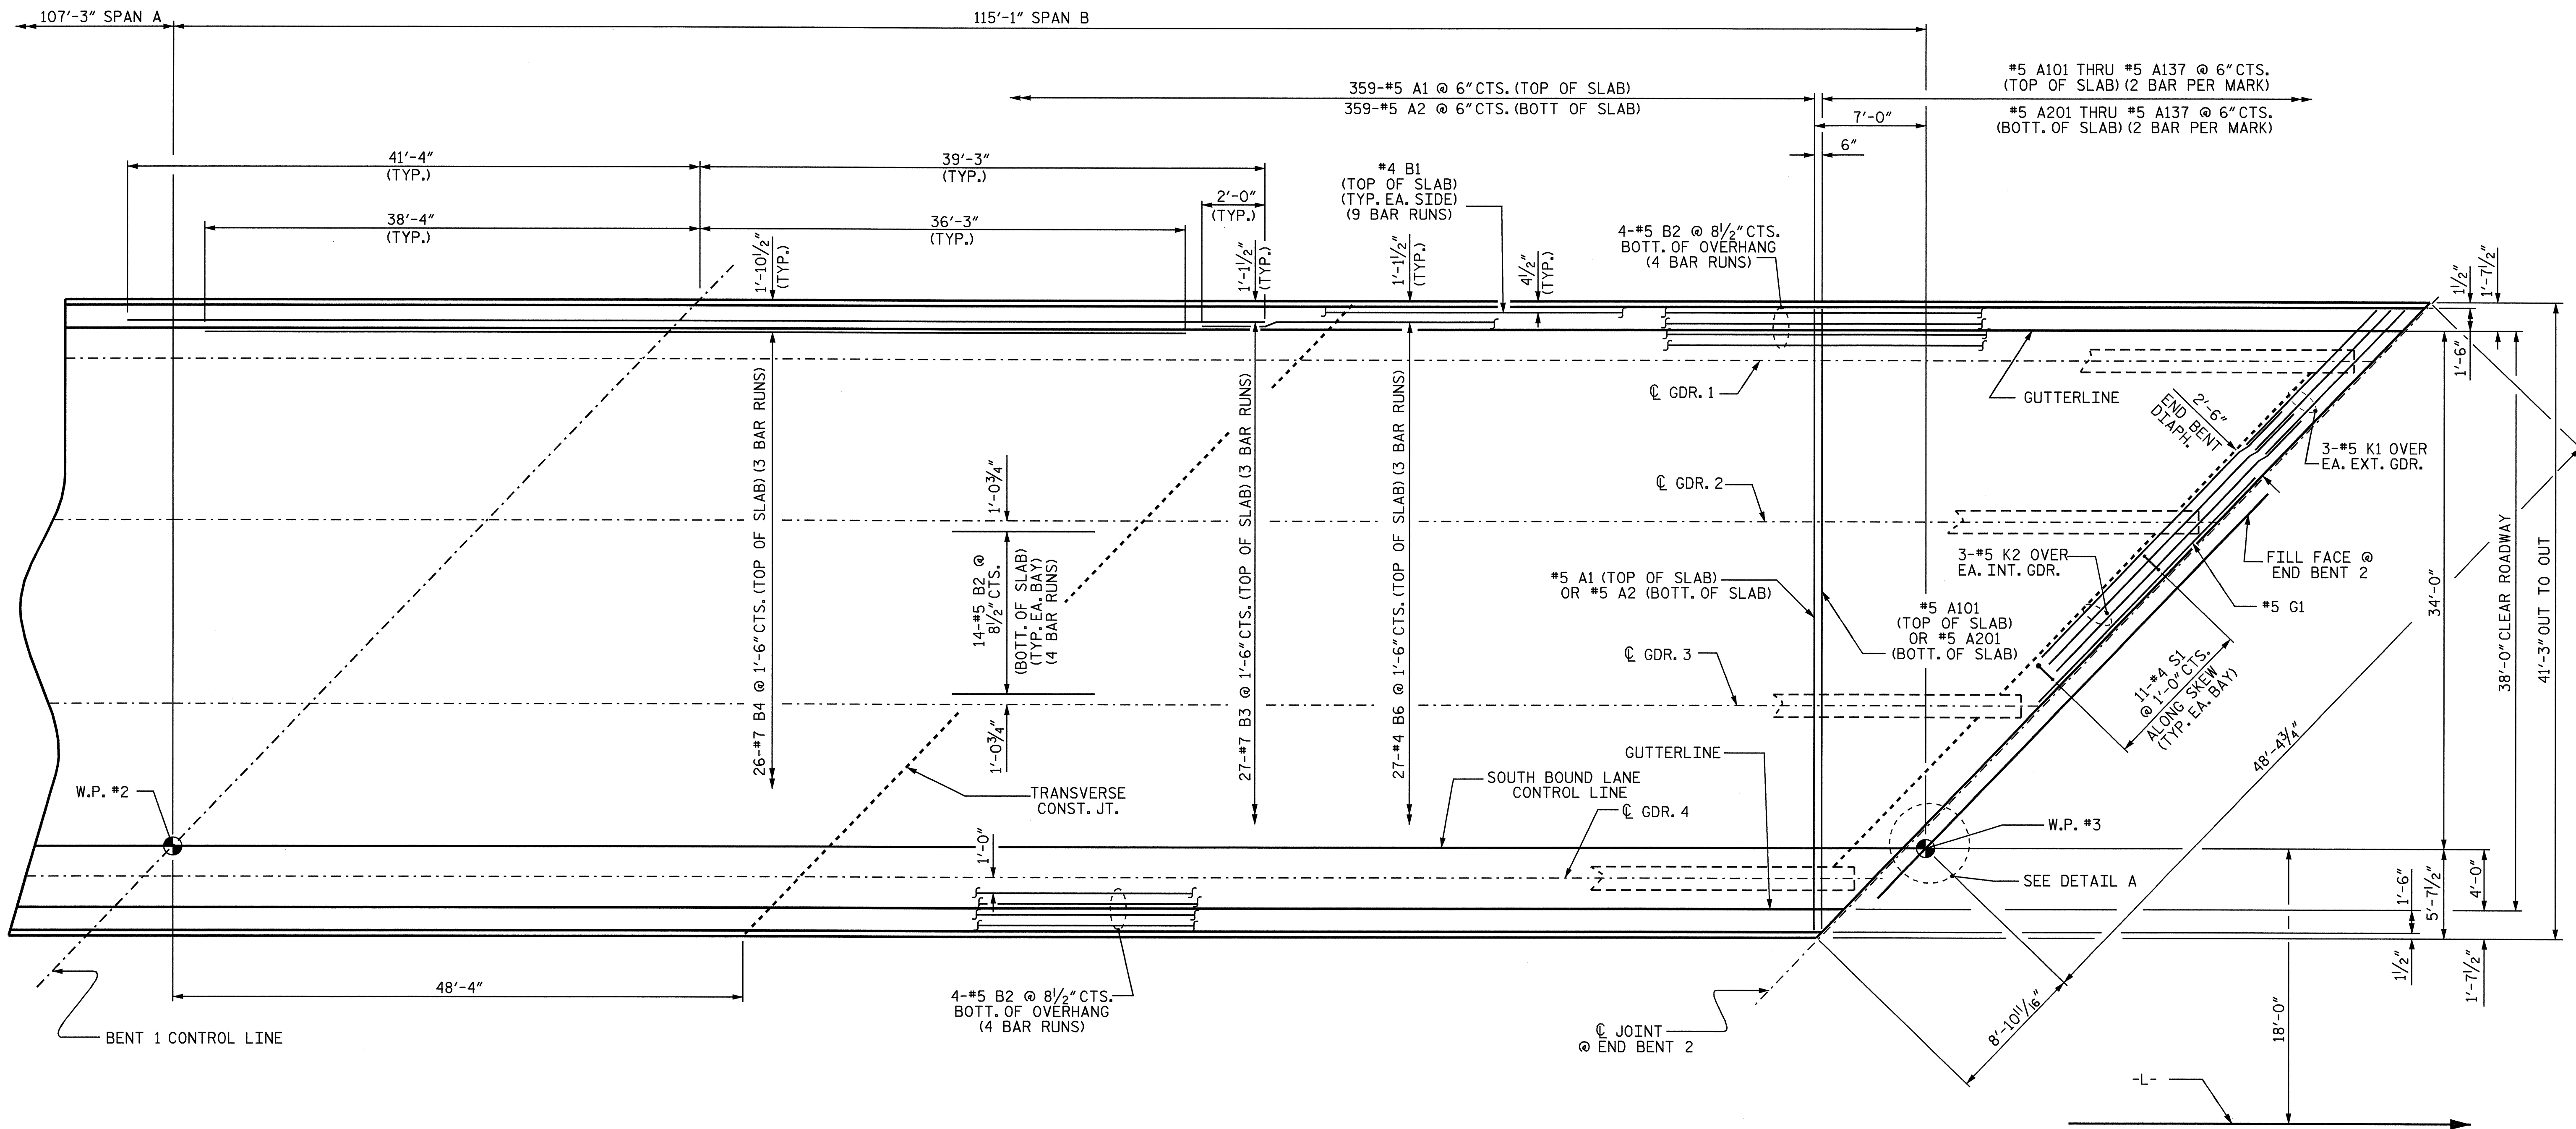 107'-3" SPAN A
115'-1" SPAN B
359-#5 A1 @ 6" CTS. (TOP OF SLAB)
359-#5 A2 @ 6" CTS. (BOTT OF SLAB)
#5 A101 THRU #5 A137 @ 6" CTS.
(TOP OF SLAB) (2 BAR PER MARK)
#5 A201 THRU #5 A137 @ 6" CTS.
(BOTT. OF SLAB) (2 BAR PER MARK)
7'-0"
6"
41'-4"
(TYP.)
39'-3"
(TYP.)
38'-4"
(TYP.)
36'-3"
(TYP.)
2'-0"
(TYP.)
#4 B1
(TOP OF SLAB)
(TYP. EA. SIDE)
(9 BAR RUNS)
4-#5 B2 @ 8 1/2" CTS.
BOTT. OF OVERHANG
(4 BAR RUNS)
1'-10 1/2"
(TYP.)
1'-1 1/2"
(TYP.)
1'-1 1/2"
(TYP.)
4 1/2"
(TYP.)
1 1/2"
1'-7 1/2"
1'-6"
26-#7 B4 @ 1'-6" CTS. (TOP OF SLAB) (3 BAR RUNS)
27-#7 B3 @ 1'-6" CTS. (TOP OF SLAB) (3 BAR RUNS)
27-#4 B6 @ 1'-6" CTS. (TOP OF SLAB) (3 BAR RUNS)
℄ GDR. 1
GUTTERLINE
2'-6"
END BENT
DIAPH.
3-#5 K1 OVER
EA. EXT. GDR.
1'-0 3/4"
14-#5 B2 @
8 1/2" CTS.
(BOTT. OF SLAB)
(TYP. EA. BAY)
(4 BAR RUNS)
1'-0 3/4"
℄ GDR. 2
3-#5 K2 OVER
EA. INT. GDR.
FILL FACE @
END BENT 2
#5 G1
#5 A1 (TOP OF SLAB)
OR #5 A2 (BOTT. OF SLAB)
#5 A101
(TOP OF SLAB)
OR #5 A201
(BOTT. OF SLAB)
℄ GDR. 3
11-#4 S1
@ 1'-0" CTS.
ALONG SKEW
(TYP. EA. BAY)
34'-0"
38'-0" CLEAR ROADWAY
41'-3" OUT TO OUT
48'-4 3/4"
GUTTERLINE
SOUTH BOUND LANE
CONTROL LINE
℄ GDR. 4
W.P. #2
TRANSVERSE
CONST. JT.
1'-0"
W.P. #3
SEE DETAIL A
1'-6"
5'-7 1/2"
4'-0"
1 1/2"
1'-7 1/2"
48'-4"
4-#5 B2 @ 8 1/2" CTS.
BOTT. OF OVERHANG
(4 BAR RUNS)
BENT 1 CONTROL LINE
℄ JOINT
@ END BENT 2
8'-10 11/16"
18'-0"
-L-